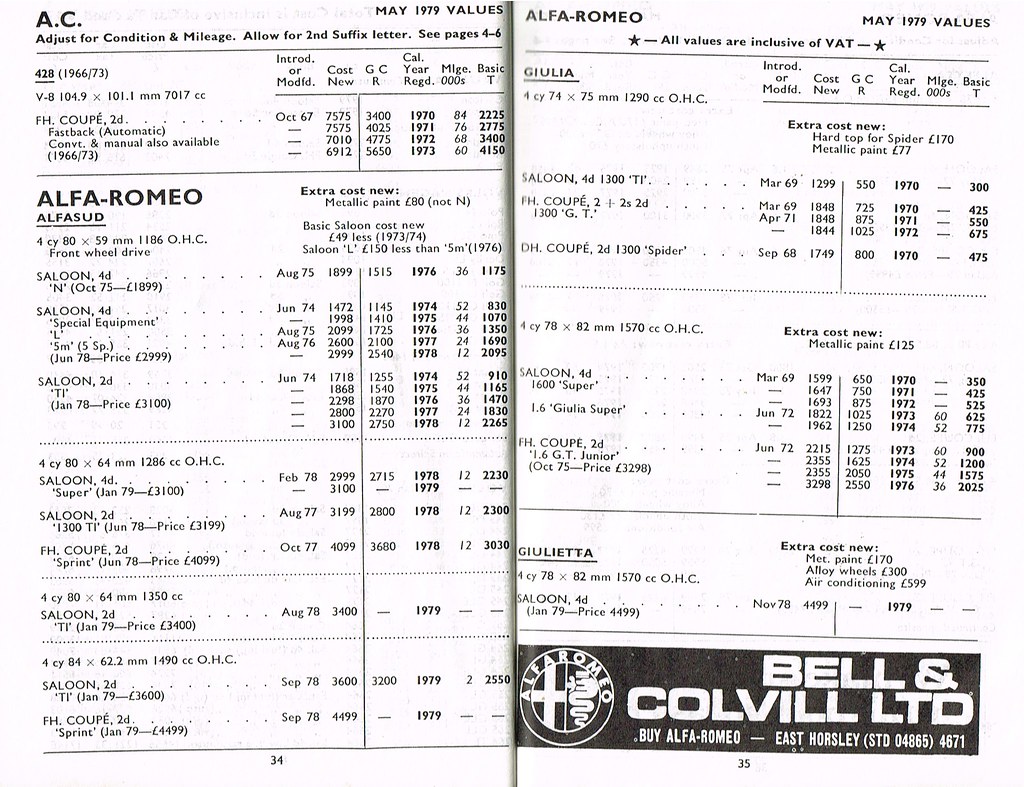 A.C. MAY 1979 VALUES
Adjust for Condition & Mileage. Allow for 2nd Suffix letter. See pages 4–6
Introd. Cal.
or Cost G C Year Mlge. Basic
Modfd. New R Regd. 000s T
428 (1966/73)
V-8 104.9 × 101.1 mm 7017 cc
FH. COUPÉ, 2d. . . . . . . . Oct 67 7575 3400 1970 84 2225
Fastback (Automatic) — 7575 4025 1971 76 2775
Convt. & manual also available — 7010 4775 1972 68 3400
(1966/73) — 6912 5650 1973 60 4150
ALFA-ROMEO
ALFASUD
Extra cost new:
Metallic paint £80 (not N)
Basic Saloon cost new
£49 less (1973/74)
Saloon 'L' £150 less than '5m'(1976)
4 cy 80 × 59 mm 1186 O.H.C.
Front wheel drive
SALOON, 4d . . . . . . . . Aug 75 1899 1515 1976 36 1175
'N' (Oct 75—£1899)
SALOON, 4d . . . . . . . . Jun 74 1472 1145 1974 52 830
'Special Equipment' — 1998 1410 1975 44 1070
'L' . . . . . . . . Aug 75 2099 1725 1976 36 1350
'5m' (5 Sp.) . . . . . . . . Aug 76 2600 2100 1977 24 1690
(Jun 78—Price £2999) — 2999 2540 1978 12 2095
SALOON, 2d . . . . . . . . Jun 74 1718 1255 1974 52 910
'TI' — 1868 1540 1975 44 1165
(Jan 78—Price £3100) — 2298 1870 1976 36 1470
— 2800 2270 1977 24 1830
— 3100 2750 1978 12 2265
4 cy 80 × 64 mm 1286 cc O.H.C.
SALOON, 4d. . . . . . . . Feb 78 2999 2715 1978 12 2230
'Super' (Jan 79—£3100) — 3100 — 1979 — —
SALOON, 2d . . . . . . . . Aug 77 3199 2800 1978 12 2300
'1300 TI' (Jun 78—Price £3199)
FH. COUPÉ, 2d . . . . . . . . Oct 77 4099 3680 1978 12 3030
'Sprint' (Jun 78—Price £4099)
4 cy 80 × 64 mm 1350 cc
SALOON, 2d . . . . . . . . Aug 78 3400 — 1979 — —
'TI' (Jan 79—Price £3400)
4 cy 84 × 62.2 mm 1490 cc O.H.C.
SALOON, 2d . . . . . . . . Sep 78 3600 3200 1979 2 2550
'TI' (Jan 79—£3600)
FH. COUPÉ, 2d. . . . . . . . Sep 78 4499 — 1979 — —
'Sprint' (Jan 79—£4499)
34
ALFA-ROMEO MAY 1979 VALUES
★ — All values are inclusive of VAT — ★
Introd. Cal.
or Cost G C Year Mlge. Basic
Modfd. New R Regd. 000s T
GIULIA
4 cy 74 × 75 mm 1290 cc O.H.C.
Extra cost new:
Hard top for Spider £170
Metallic paint £77
SALOON, 4d 1300 'TI'. . . . . . . Mar 69 1299 550 1970 — 300
FH. COUPÉ, 2 + 2s 2d . . . . . Mar 69 1848 725 1970 — 425
1300 'G. T.' Apr 71 1848 875 1971 — 550
— 1844 1025 1972 — 675
DH. COUPÉ, 2d 1300 'Spider' . . . . Sep 68 1749 800 1970 — 475
4 cy 78 × 82 mm 1570 cc O.H.C.
Extra cost new:
Metallic paint £125
SALOON, 4d . . . . . . . . Mar 69 1599 650 1970 — 350
1600 'Super' — 1647 750 1971 — 425
— 1693 875 1972 — 525
1.6 'Giulia Super' . . . . . . Jun 72 1822 1025 1973 60 625
— 1962 1250 1974 52 775
FH. COUPÉ, 2d . . . . . . . . Jun 72 2215 1275 1973 60 900
'1.6 G.T. Junior' — 2355 1625 1974 52 1200
(Oct 75—Price £3298) — 2355 2050 1975 44 1575
— 3298 2550 1976 36 2025
GIULIETTA
Extra cost new:
Met. paint £170
Alloy wheels £300
Air conditioning £599
4 cy 78 × 82 mm 1570 cc O.H.C.
SALOON, 4d . . . . . . . . Nov 78 4499 — 1979 — —
(Jan 79—Price 4499)
ALFA ROMEO
BELL &
COLVILL LTD
BUY ALFA-ROMEO — EAST HORSLEY (STD 04865) 4671
35